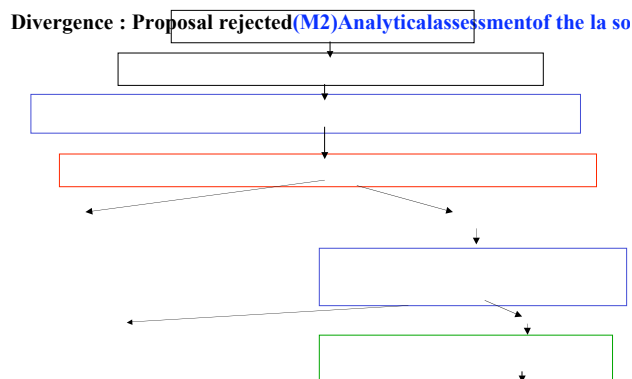 Divergence : Proposal rejected(M2)Analyticalassessmentof the la so